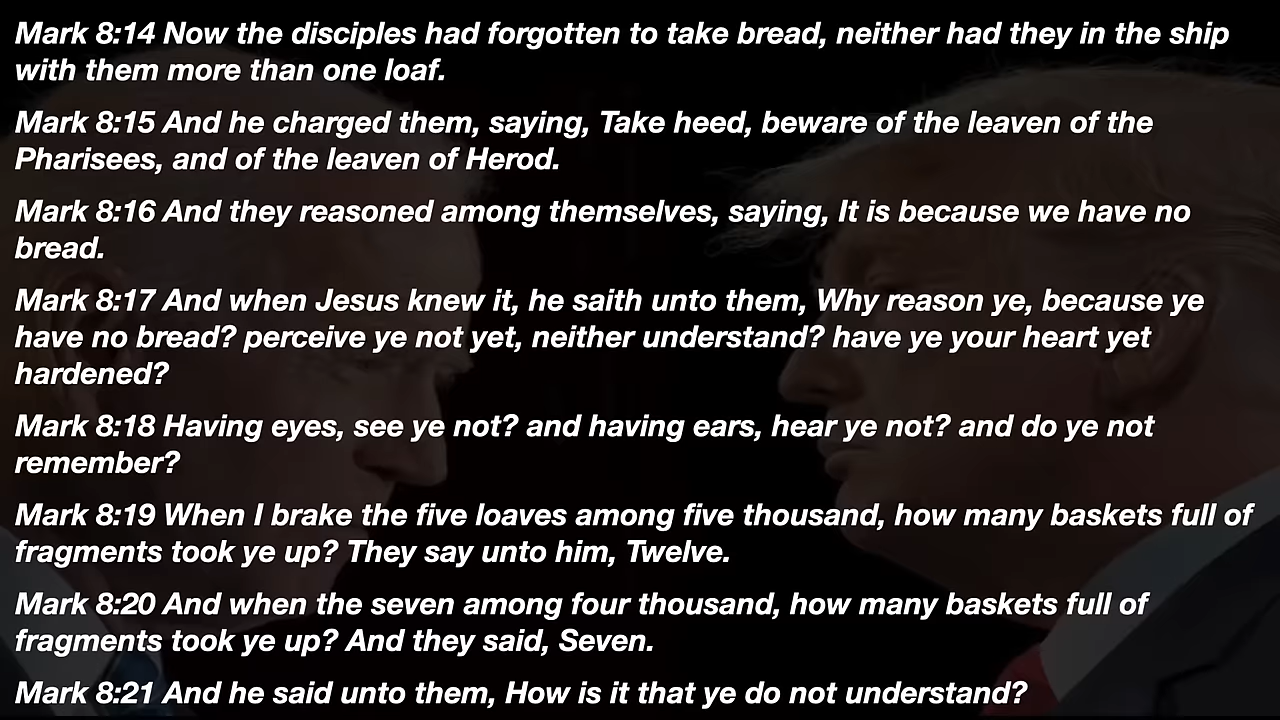 Mark 8:14 Now the disciples had forgotten to take bread, neither had they in the ship
with them more than one loaf.
Mark 8:15 And he charged them, saying, Take heed, beware of the leaven of the
Pharisees, and of the leaven of Herod.
Mark 8:16 And they reasoned among themselves, saying, It is because we have no
bread.
Mark 8:17 And when Jesus knew it, he saith unto them, Why reason ye, because ye
have no bread? perceive ye not yet, neither understand? have ye your heart yet
hardened?
Mark 8:18 Having eyes, see ye not? and having ears, hear ye not? and do ye not
remember?
Mark 8:19 When I brake the five loaves among five thousand, how many baskets full of
fragments took ye up? They say unto him, Twelve.
Mark 8:20 And when the seven among four thousand, how many baskets full of
fragments took ye up? And they said, Seven.
Mark 8:21 And he said unto them, How is it that ye do not understand?